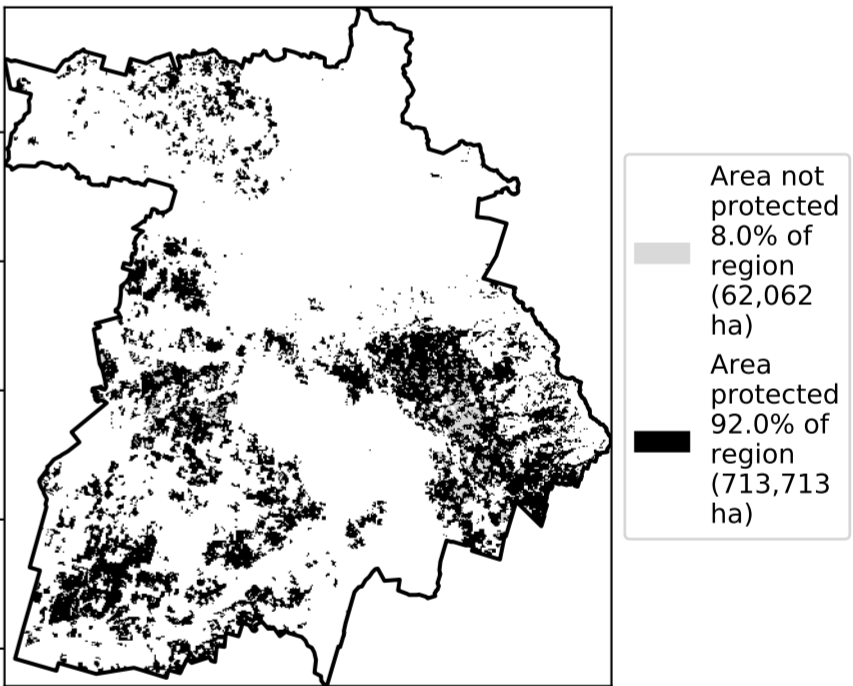 Area not
protected
8.0% of
region
(62,062
ha)
Area
protected
92.0% of
region
(713,713
ha)